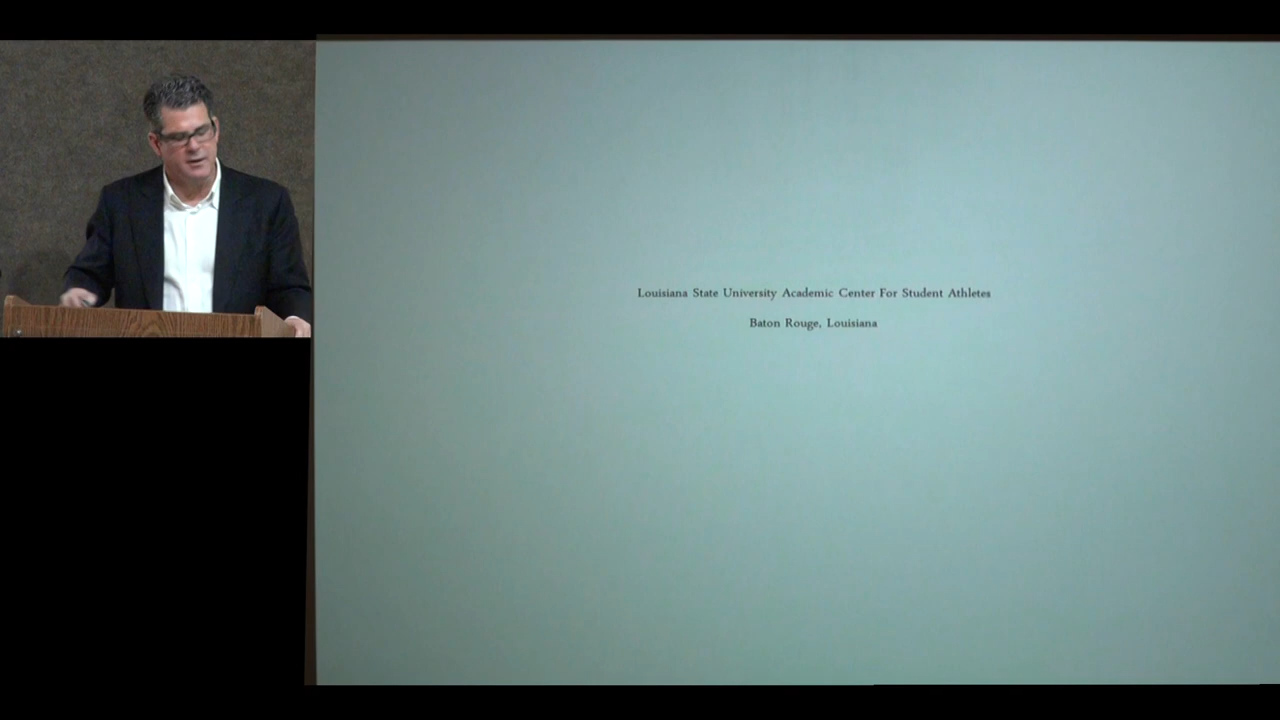 Louisiana State University Academic Center For Student Athletes
Baton Rouge, Louisiana